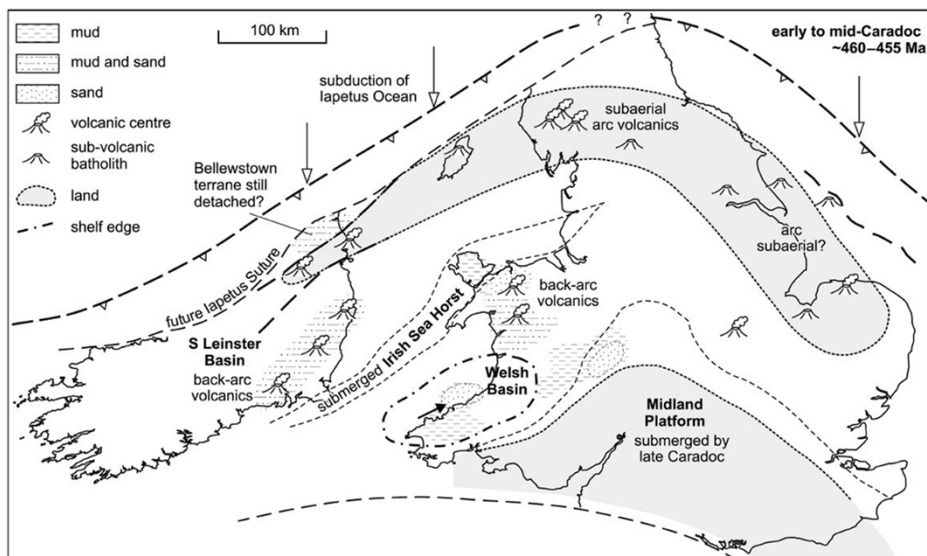 mud
mud and sand
sand
volcanic centre
sub-volcanic
batholith
land
shelf edge
100 km
subduction of
Iapetus Ocean
? ?
early to mid-Caradoc
~460–455 Ma
subaerial
arc volcanics
Bellewstown
terrane still
detached?
arc
subaerial?
future Iapetus Suture
S Leinster
Basin
back-arc
volcanics
submerged Irish Sea Horst
back-arc
volcanics
Welsh
Basin
Midland
Platform
submerged by
late Caradoc